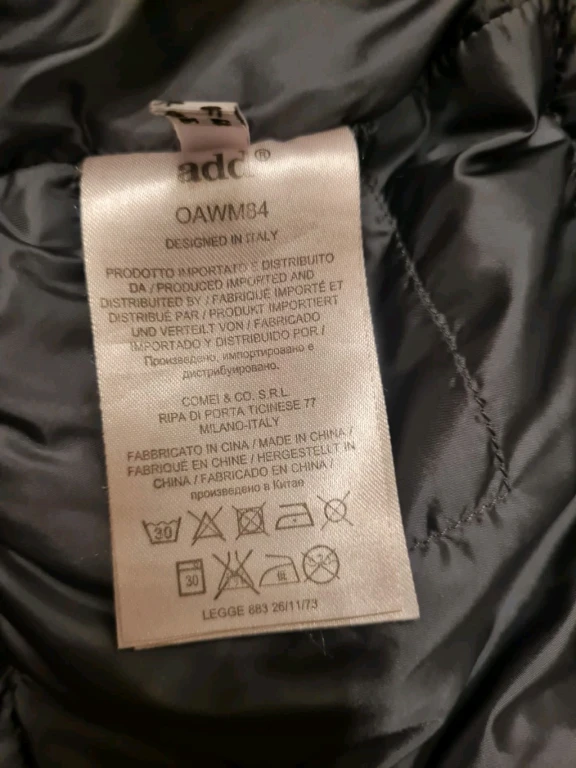 add®
OAWM84
DESIGNED IN ITALY
PRODOTTO IMPORTATO E DISTRIBUITO
DA / PRODUCED IMPORTED AND
DISTRIBUTED BY / FABRIQUÉ IMPORTÉ ET
DISTRIBUÉ PAR / PRODUKT IMPORTIERT
UND VERTEILT VON / FABRICADO
IMPORTADO Y DISTRIBUIDO POR /
Произведено, импортировано в
дистрибуировано.
COMEI & CO. S.R.L.
RIPA DI PORTA TICINESE 77
MILANO-ITALY
FABBRICATO IN CINA / MADE IN CHINA /
FABRIQUÉ EN CHINE / HERGESTELLT IN
CHINA / FABRICADO EN CHINA /
произведено в Китае
30
30
LEGGE 883 26/11/73